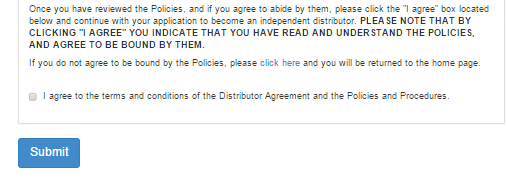 Once you have reviewed the Policies, and if you agree to abide by them, please click the "I agree" box located
below and continue with your application to become an independent distributor. PLEASE NOTE THAT BY
CLICKING "I AGREE" YOU INDICATE THAT YOU HAVE READ AND UNDERSTAND THE POLICIES,
AND AGREE TO BE BOUND BY THEM.
If you do not agree to be bound by the Policies, please click here and you will be returned to the home page.
I agree to the terms and conditions of the Distributor Agreement and the Policies and Procedures.
Submit